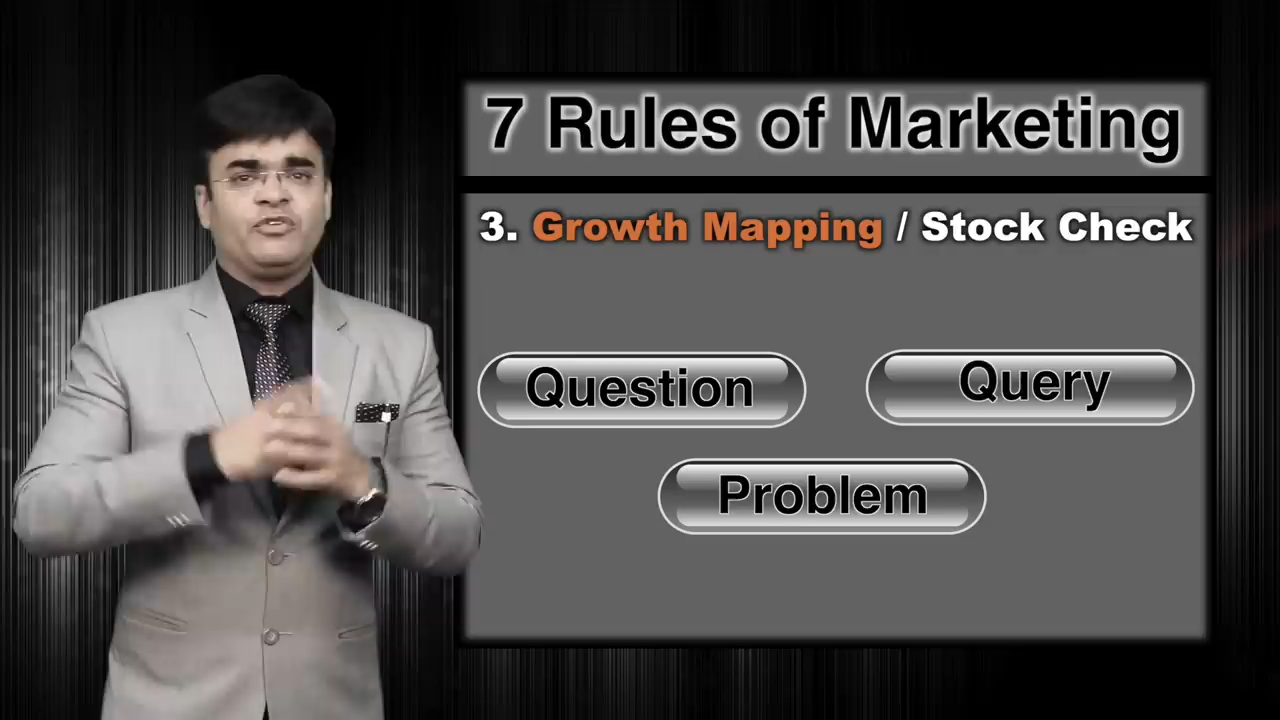 7 Rules of Marketing
3. Growth Mapping / Stock Check
Question
Query
Problem